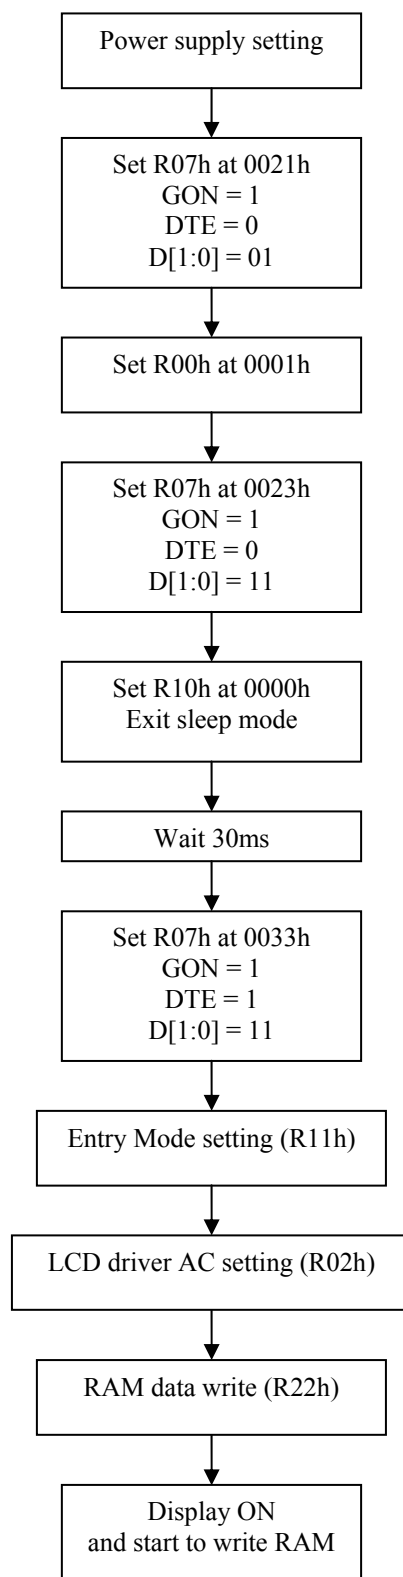 Power supply setting
Set R07h at 0021h
GON = 1
DTE = 0
D[1:0] = 01
Set R00h at 0001h
Set R07h at 0023h
GON = 1
DTE = 0
D[1:0] = 11
Set R10h at 0000h
Exit sleep mode
Wait 30ms
Set R07h at 0033h
GON = 1
DTE = 1
D[1:0] = 11
Entry Mode setting (R11h)
LCD driver AC setting (R02h)
RAM data write (R22h)
Display ON
and start to write RAM